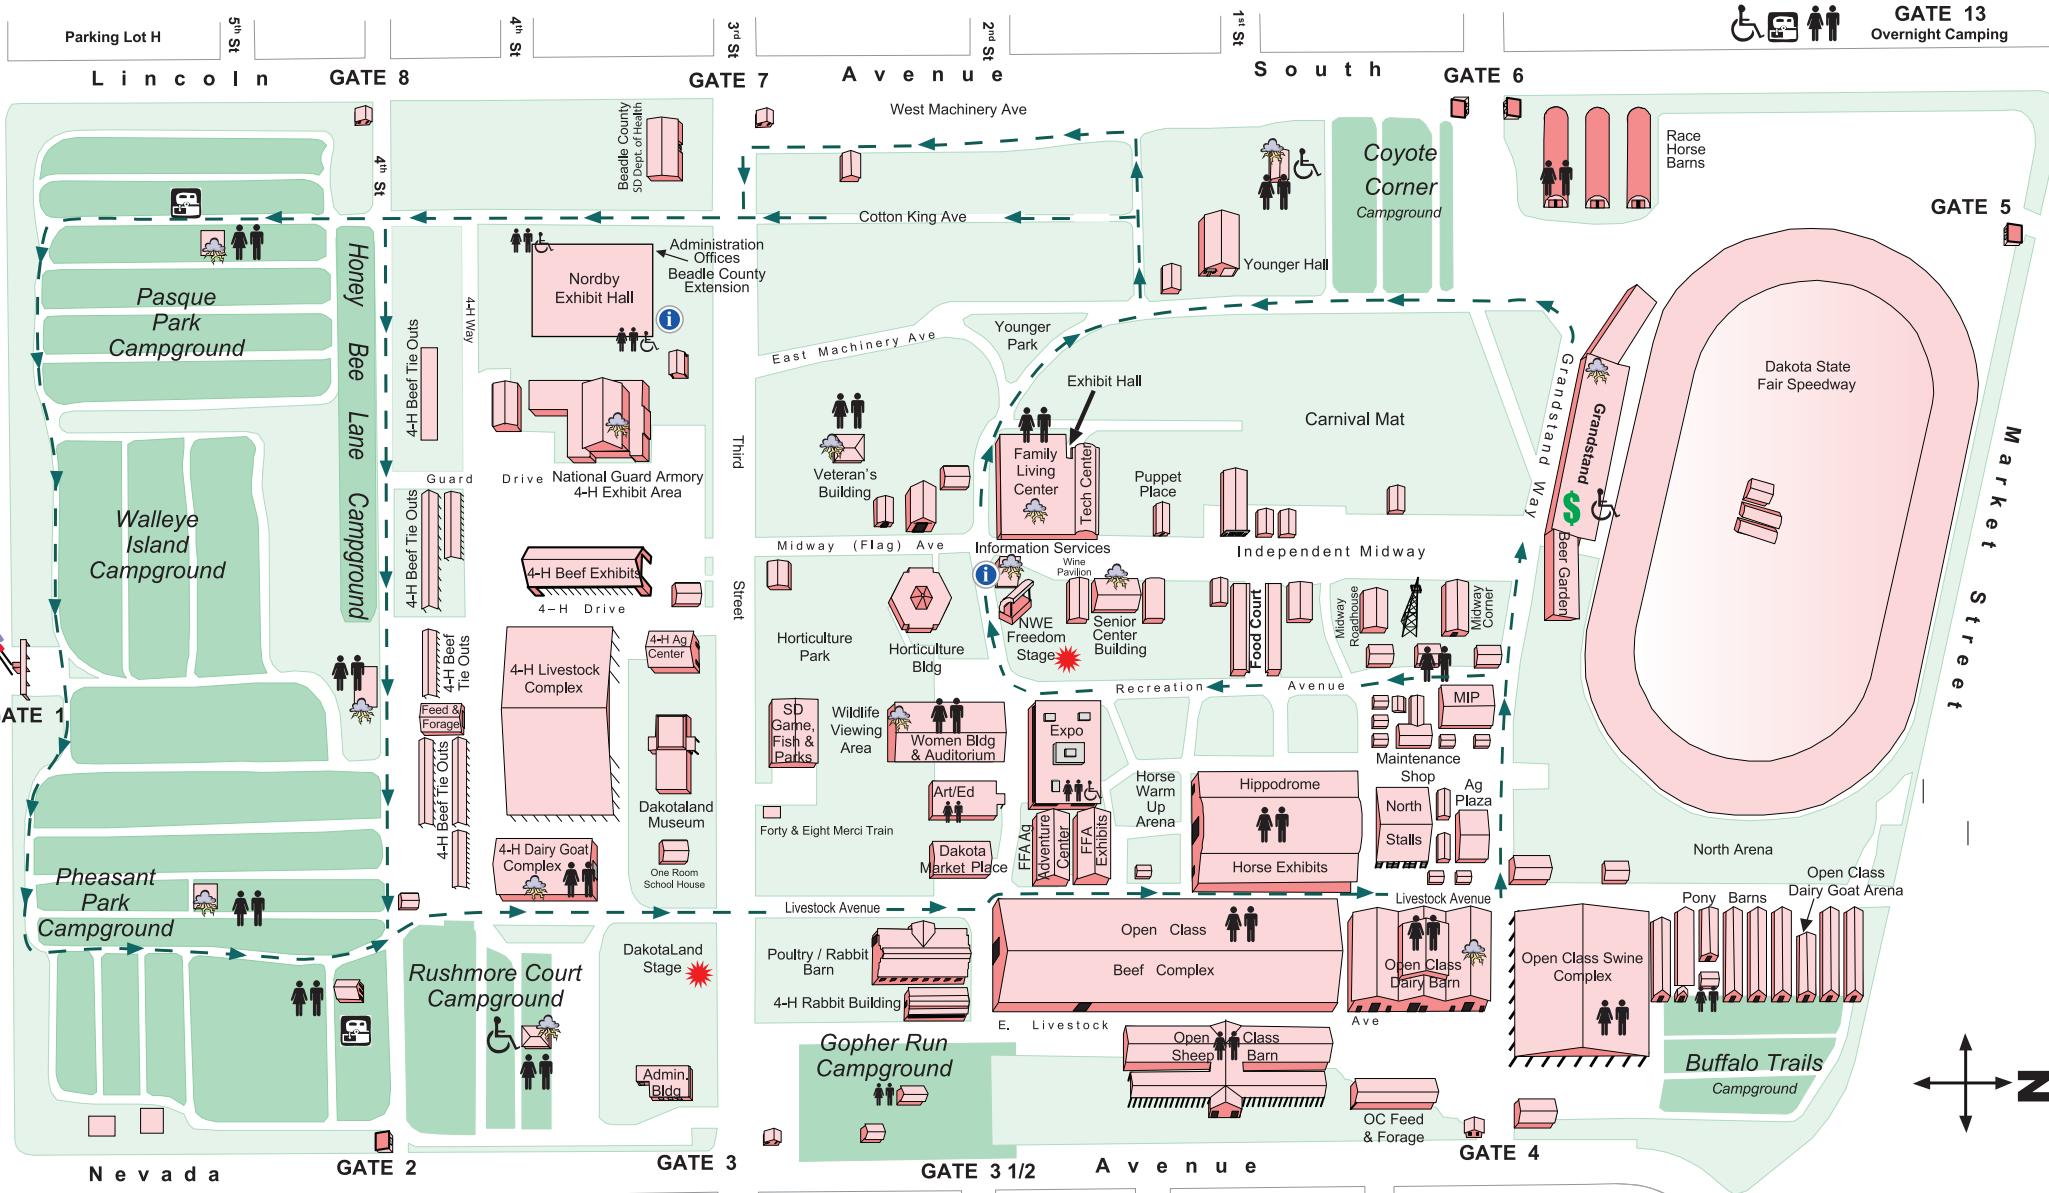 GATE 13
Overnight Camping
Parking Lot H
5th St
4th St
3rd St
2nd St
1st St
Lincoln Avenue South
GATE 8
GATE 7
GATE 6
West Machinery Ave
Beadle County
SD Dept. of Health
Race
Horse
Barns
Coyote
Corner
Campground
4th St
Cotton King Ave
GATE 5
Younger Hall
Nordby
Exhibit Hall
Administration
Offices
Beadle County
Extension
i
Pasque
Park
Campground
Honey Bee Lane Campground
4-H Way
4-H Beef Tie Outs
East Machinery Ave
Younger
Park
Exhibit Hall
Carnival Mat
Grandstand Way
Grandstand
$
Dakota State
Fair Speedway
Market Street
National Guard Armory
4-H Exhibit Area
Guard Drive
Third Street
Veteran's
Building
Family
Living
Center
Tech Center
Puppet
Place
Walleye
Island
Campground
4-H Beef Tie Outs
4-H Beef Exhibits
4-H Drive
Midway (Flag) Ave
Information Services
i
Wine
Pavilion
Independent Midway
Beer Garden
Horticulture
Park
Horticulture
Bldg
NWE
Freedom
Stage
Senior
Center
Building
Food Court
Midway
Roadhouse
Midway
Corner
4-H Beef
Tie Outs
4-H Livestock
Complex
4-H Ag
Center
Recreation Avenue
GATE 1
Feed &
Forage
4-H Beef Tie Outs
SD
Game,
Fish &
Parks
Wildlife
Viewing
Area
Women Bldg
& Auditorium
Expo
MIP
Maintenance
Shop
Dakotaland
Museum
Forty & Eight Merci Train
Art/Ed
Horse
Warm
Up
Arena
Hippodrome
Horse Exhibits
North
Stalls
Ag
Plaza
North Arena
4-H Dairy Goat
Complex
One Room
School House
Dakota
Market Place
FFA Ag
Adventure
Center
FFA
Exhibits
Open Class
Dairy Goat Arena
Pony Barns
Pheasant
Park
Campground
Livestock Avenue
Livestock Avenue
Rushmore Court
Campground
DakotaLand
Stage
Poultry / Rabbit
Barn
4-H Rabbit Building
Open Class
Beef Complex
Open Class
Dairy Barn
Open Class Swine
Complex
E. Livestock Ave
Gopher Run
Campground
Open Class
Sheep Barn
Buffalo Trails
Campground
N
Admin.
Bldg
OC Feed
& Forage
GATE 2
GATE 3
GATE 3 1/2
GATE 4
Nevada Avenue